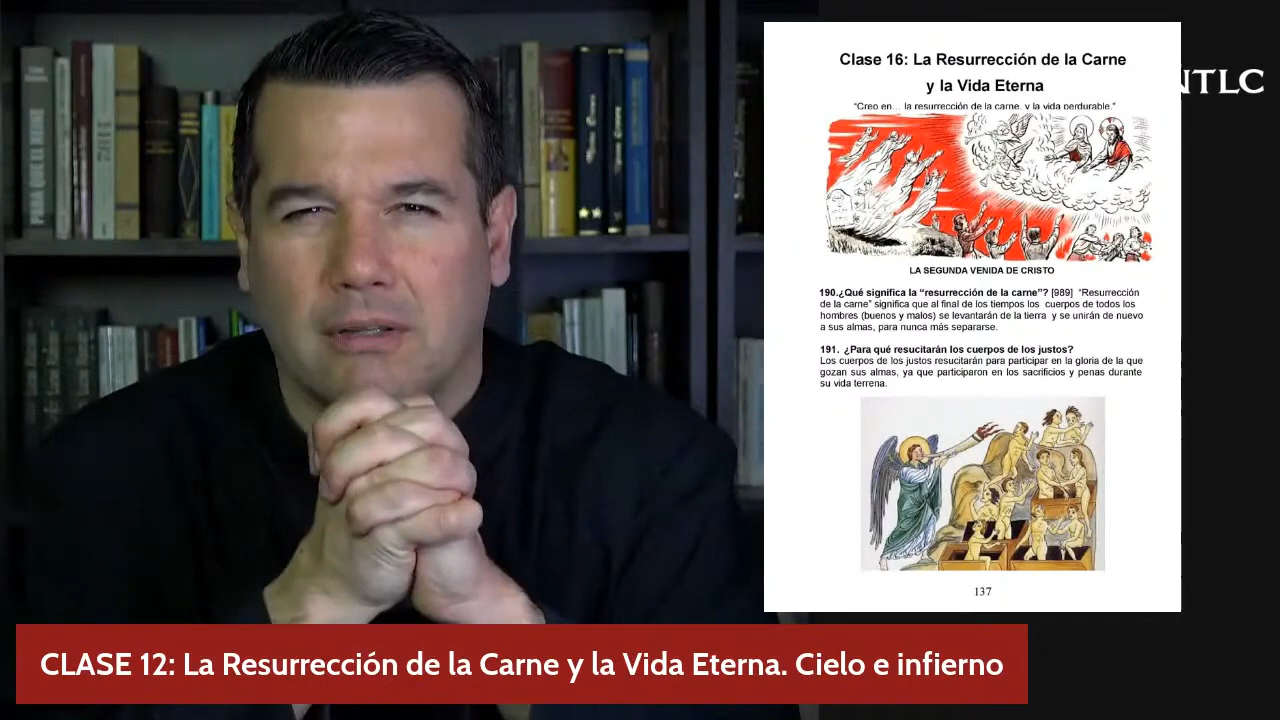 PARA QUE EL REINE
Clase 16: La Resurrección de la Carne
y la Vida Eterna
“Creo en... la resurrección de la carne, y la vida perdurable.”
LA SEGUNDA VENIDA DE CRISTO
190.¿Qué significa la “resurrección de la carne”? [989] “Resurrección
de la carne” significa que al final de los tiempos los cuerpos de todos los
hombres (buenos y malos) se levantarán de la tierra y se unirán de nuevo
a sus almas, para nunca más separarse.
191. ¿Para qué resucitarán los cuerpos de los justos?
Los cuerpos de los justos resucitarán para participar en la gloria de la que
gozan sus almas, ya que participaron en los sacrificios y penas durante
su vida terrena.
137
NTLC
CLASE 12: La Resurrección de la Carne y la Vida Eterna. Cielo e infierno